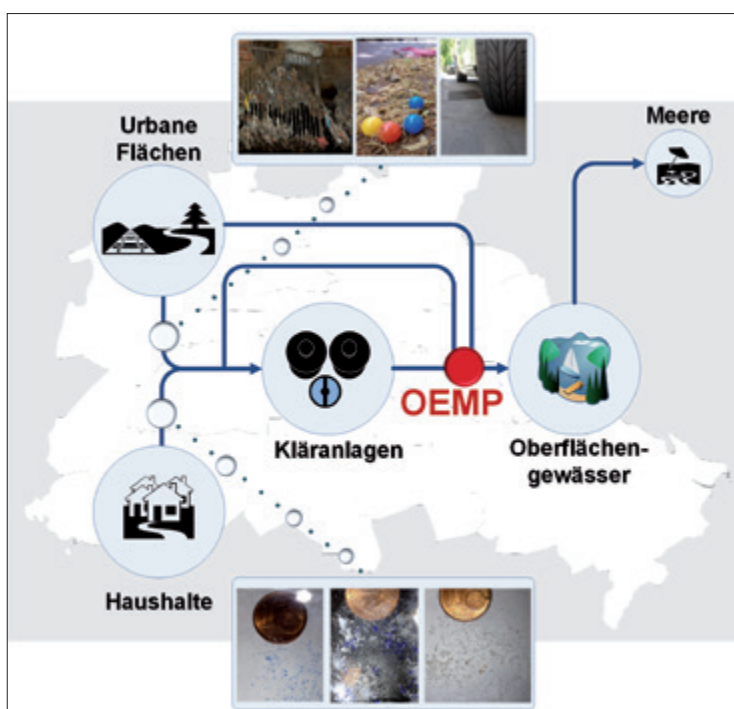 Urbane
Flächen
Meere
OEMP
Kläranlagen
Oberflächen-
gewässer
Haushalte